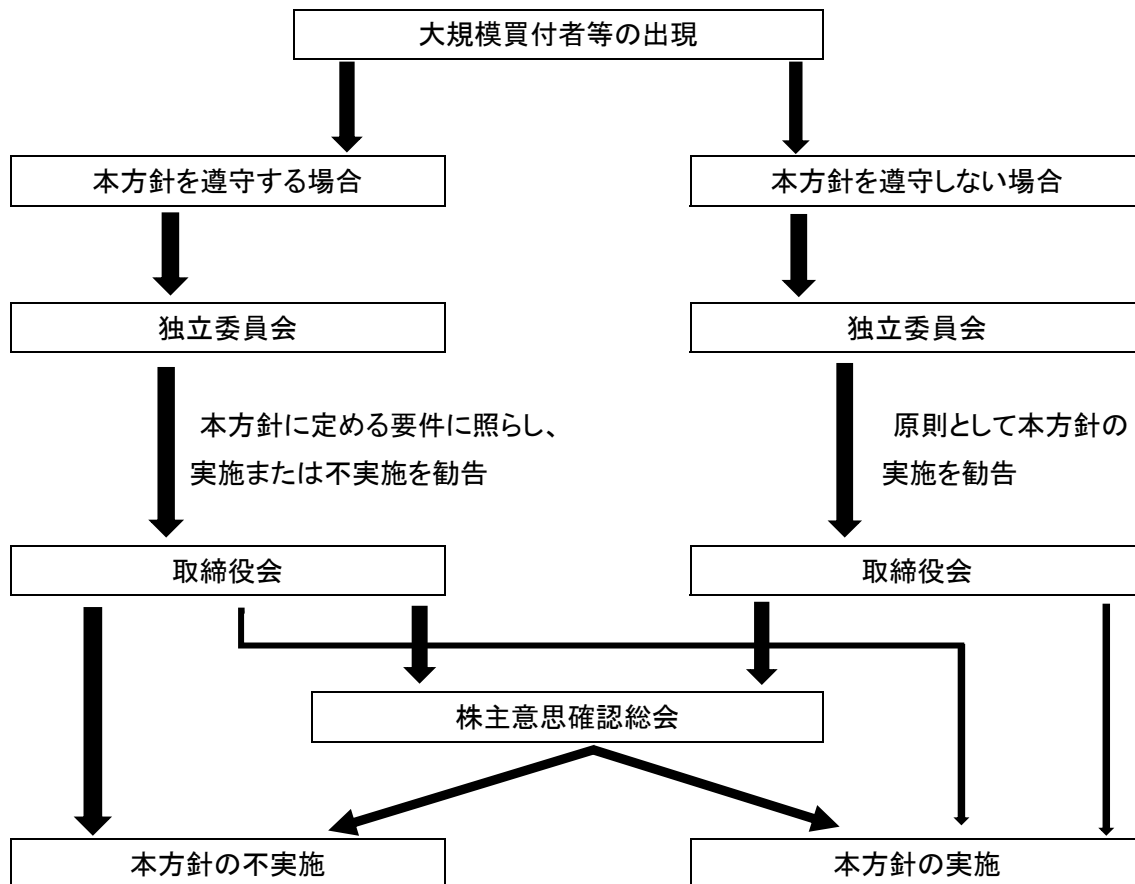 大規模買付者等の出現
本方針を遵守する場合
本方針を遵守しない場合
独立委員会
独立委員会
本方針に定める要件に照らし、
実施または不実施を勧告
原則として本方針の
実施を勧告
取締役会
取締役会
株主意思確認総会
本方針の不実施
本方針の実施